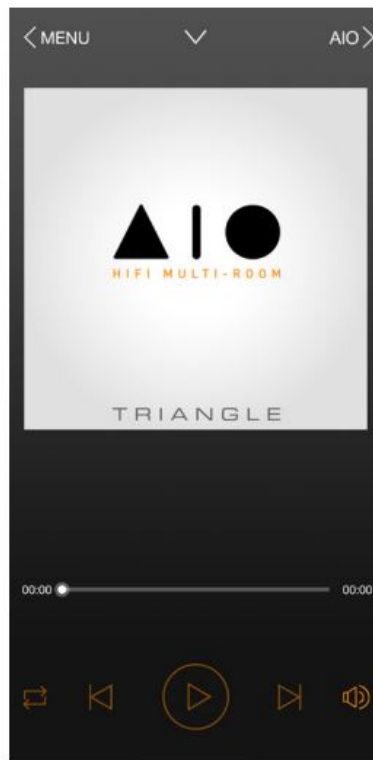 MENU
AIO
AIO
HIFI MULTI-ROOM
TRIANGLE
00:00
00:00